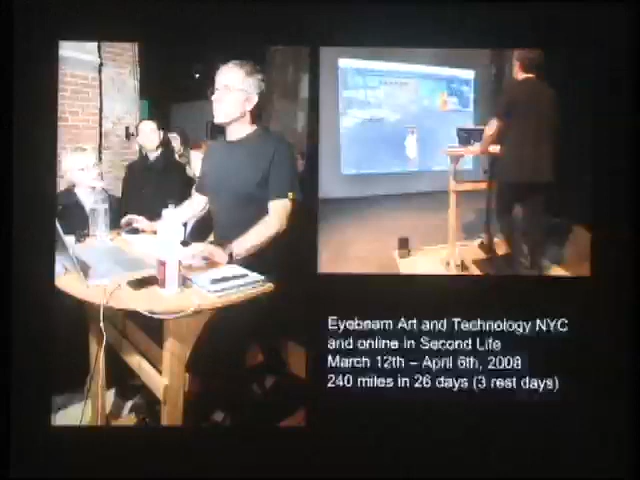 Eyebeam Art and Technology NYC
and online in Second Life
March 12th – April 6th, 2008
240 miles in 26 days (3 rest days)